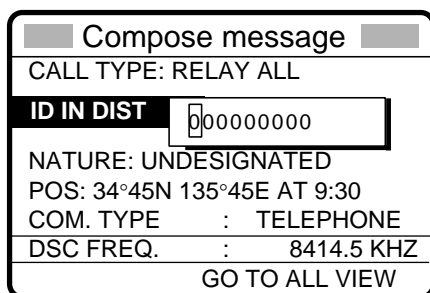 Compose message
CALL TYPE: RELAY ALL
ID IN DIST 000000000
NATURE: UNDESIGNATED
POS: 34°45N 135°45E AT 9:30
COM. TYPE : TELEPHONE
DSC FREQ. : 8414.5 KHZ
GO TO ALL VIEW